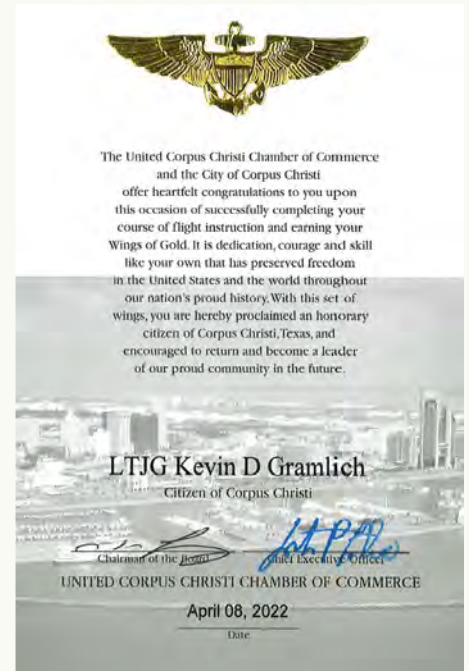 The United Corpus Christi Chamber of Commerce
and the City of Corpus Christi
offer heartfelt congratulations to you upon
this occasion of successfully completing your
course of flight instruction and earning your
Wings of Gold. It is dedication, courage and skill
like your own that has preserved freedom
in the United States and the world throughout
our nation's proud history. With this set of
wings, you are hereby proclaimed an honorary
citizen of Corpus Christi, Texas, and
encouraged to return and become a leader
of our proud community in the future.
LTJG Kevin D Gramlich
Citizen of Corpus Christi
Chairman of the Board Chief Executive Officer
UNITED CORPUS CHRISTI CHAMBER OF COMMERCE
April 08, 2022
Date